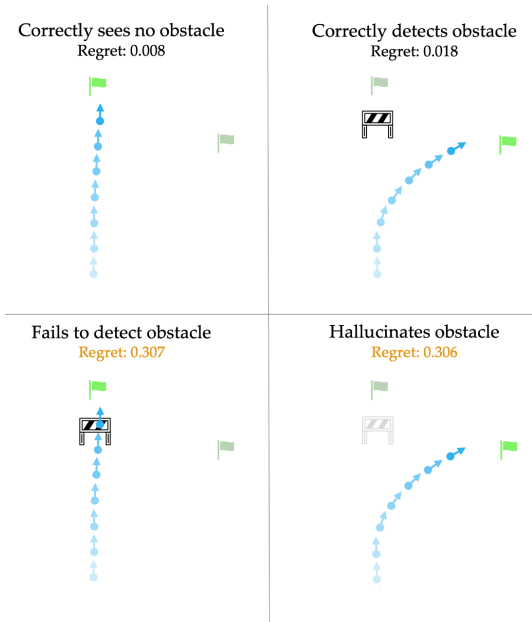 Correctly sees no obstacle
Regret: 0.008
Correctly detects obstacle
Regret: 0.018
Fails to detect obstacle
Regret: 0.307
Hallucinates obstacle
Regret: 0.306